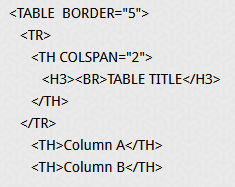 <TABLE  BORDER="5">
<TR>
<TH COLSPAN="2">
<H3><BR>TABLE TITLE</H3>
</TH>
</TR>
<TH>Column A</TH>
<TH>Column B</TH>